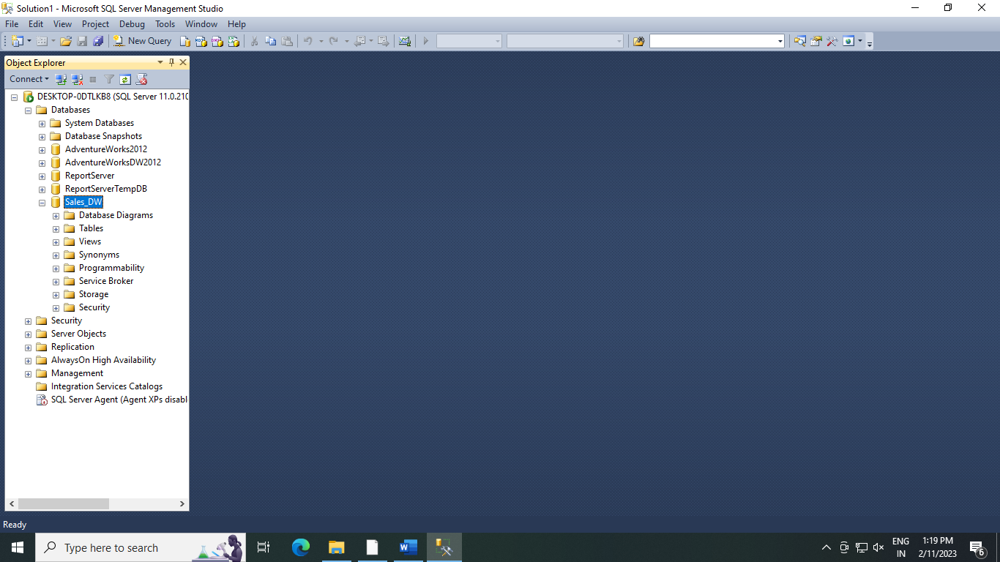 Solution1 - Microsoft SQL Server Management Studio
File Edit View Project Debug Tools Window Help
New Query
Object Explorer
Connect
DESKTOP-0DTLKB8 (SQL Server 11.0.210
Databases
System Databases
Database Snapshots
AdventureWorks2012
AdventureWorksDW2012
ReportServer
ReportServerTempDB
Sales_DW
Database Diagrams
Tables
Views
Synonyms
Programmability
Service Broker
Storage
Security
Security
Server Objects
Replication
AlwaysOn High Availability
Management
Integration Services Catalogs
SQL Server Agent (Agent XPs disabl
Ready
Type here to search
ENG
IN
1:19 PM
2/11/2023
6